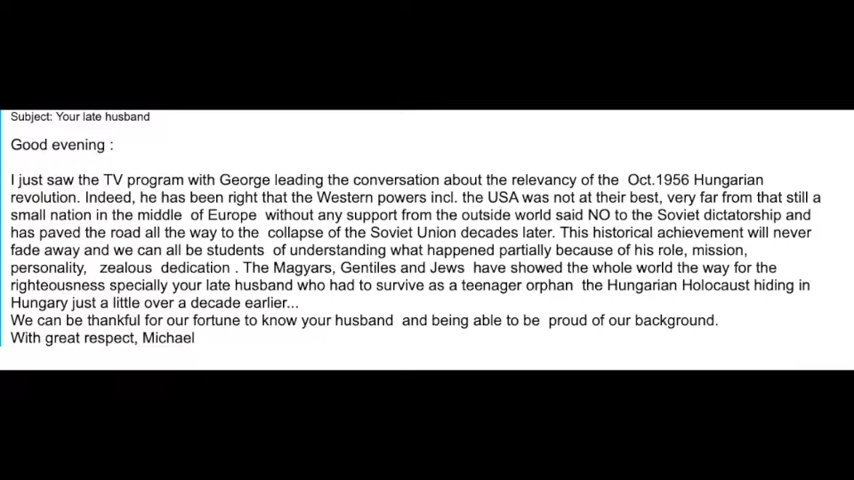 Subject: Your late husband
Good evening :
I just saw the TV program with George leading the conversation about the relevancy of the  Oct.1956 Hungarian
revolution. Indeed, he has been right that the Western powers incl. the USA was not at their best, very far from that still a
small nation in the middle  of Europe  without any support from the outside world said NO to the Soviet dictatorship and
has paved the road all the way to the  collapse of the Soviet Union decades later. This historical achievement will never
fade away and we can all be students  of understanding what happened partially because of his role, mission,
personality,   zealous  dedication . The Magyars, Gentiles and Jews  have showed the whole world the way for the
righteousness specially your late husband who had to survive as a teenager orphan  the Hungarian Holocaust hiding in
Hungary just a little over a decade earlier...
We can be thankful for our fortune to know your husband  and being able to be  proud of our background.
With great respect, Michael